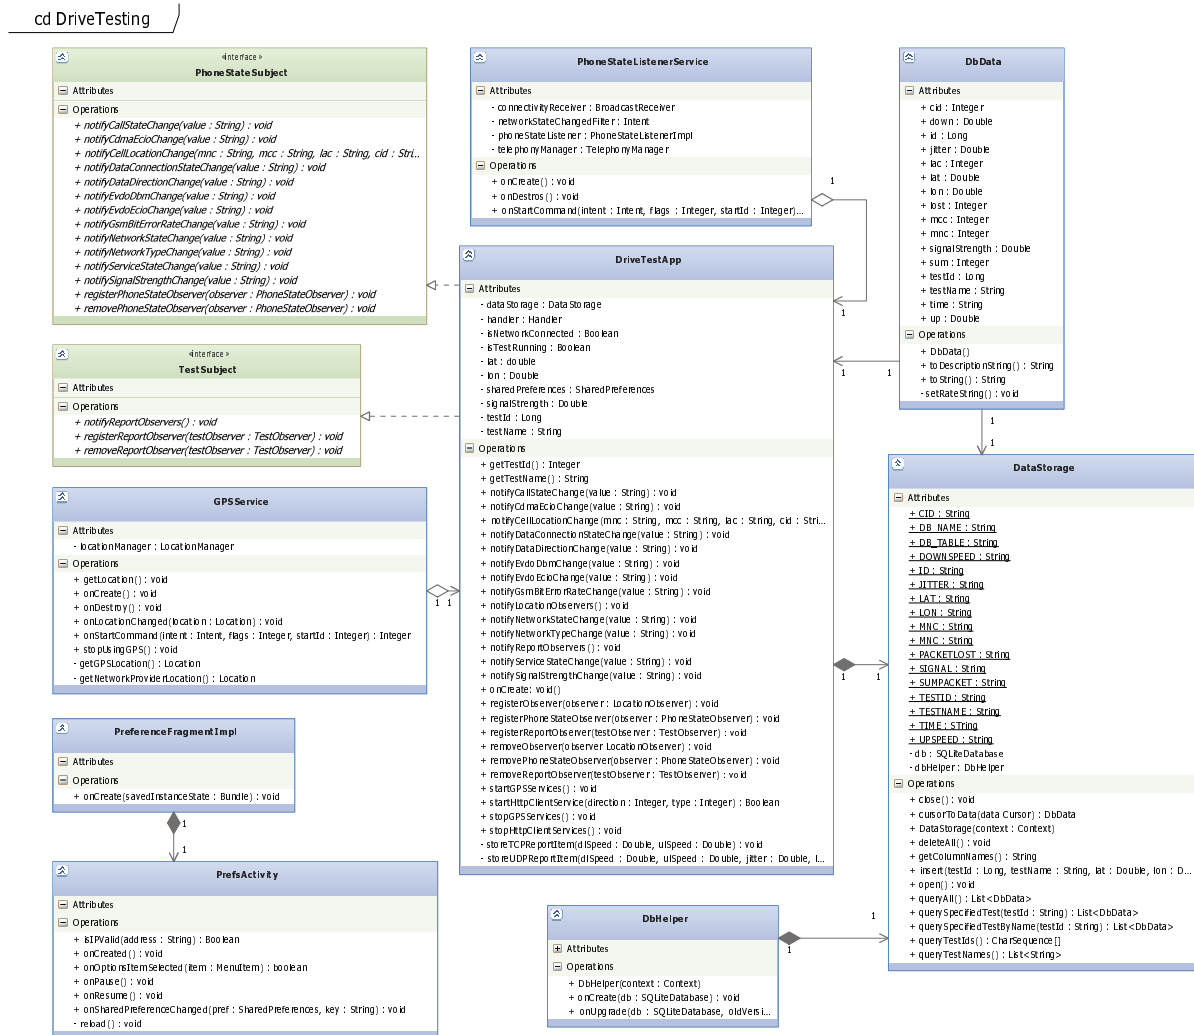 cd DriveTesting
«interface»
PhoneStateSubject
Attributes
Operations
+ notifyCallStateChange(value : String) : void
+ notifyCdmaEcioChange(value : String) : void
+ notifyCellLocationChange(mnc : String, mcc : String, lac : String, cid : Stri...
+ notifyDataConnectionStateChange(value : String) : void
+ notifyDataDirectionChange(value : String) : void
+ notifyEvdoDbmChange(value : String) : void
+ notifyEvdoEcioChange(value : String) : void
+ notifyGsmBitErrorRateChange(value : String) : void
+ notifyNetworkStateChange(value : String) : void
+ notifyNetworkTypeChange(value : String) : void
+ notifyServiceStateChange(value : String) : void
+ notifySignalStrengthChange(value : String) : void
+ registerPhoneStateObserver(observer : PhoneStateObserver) : void
+ removePhoneStateObserver(observer : PhoneStateObserver) : void
«interface»
TestSubject
Attributes
Operations
+ notifyReportObservers() : void
+ registerReportObserver(testObserver : TestObserver) : void
+ removeReportObserver(testObserver : TestObserver) : void
GPSService
Attributes
- locationManager : LocationManager
Operations
+ getLocation() : void
+ onCreate() : void
+ onDestroy() : void
+ onLocationChanged(location : Location) : void
+ onStartCommand(intent : Intent, flags : Integer, startId : Integer) : Integer
+ stopUsingGPS() : void
- getGPSLocation() : Location
- getNetworkProviderLocation() : Location
1 1
PreferenceFragmentImpl
Attributes
Operations
+ onCreate(savedInstanceState : Bundle) : void
1
1
PrefsActivity
Attributes
Operations
+ isIPValid(address : String) : Boolean
+ onCreated() : void
+ onOptionsItemSelected(item : MenuItem) : boolean
+ onPause() : void
+ onResume() : void
+ onSharedPreferenceChanged(pref : SharedPreferences, key : String) : void
- reload() : void
PhoneStateListenerService
Attributes
- connectivityReceiver : BroadcastReceiver
- networkStateChangedFilter : Intent
- phoneStateListener : PhoneStateListenerImpl
- telephonyManager : TelephonyManager
Operations
+ onCreate() : void
+ onDestros() : void
+ onStartCommand(intent : Intent, flags : Integer, startId : Integer)...
1
1
DriveTestApp
Attributes
- dataStorage : DataStorage
- handler : Handler
- isNetworkConnected : Boolean
- isTestRunning : Boolean
- lat : double
- lon : Double
- sharedPreferences : SharedPreferences
- signalStrength : Double
- testId : Long
- testName : String
Operations
+ getTestId() : Integer
+ getTestName() : String
+ notifyCallStateChange(value : String) : void
+ notifyCdmaEcioChange(value : String) : void
+ notifyCellLocationChange(mnc : String, mcc : String, lac : String, cid : Stri...
+ notifyDataConnectionStateChange(value : String) : void
+ notifyDataDirectionChange(value : String) : void
+ notifyEvdoDbmChange(value : String) : void
+ notifyEvdoEcioChange(value : String) : void
+ notifyGsmBitErrorRateChange(value : String) : void
+ notifyLocationObservers() : void
+ notifyNetworkStateChange(value : String) : void
+ notifyNetworkTypeChange(value : String) : void
+ notifyReportObservers() : void
+ notifyServiceStateChange(value : String) : void
+ notifySignalStrengthChange(value : String) : void
+ onCreate: void()
+ registerObserver(observer : LocationObserver) : void
+ registerPhoneStateObserver(observer : PhoneStateObserver) : void
+ registerReportObserver(testObserver : TestObserver) : void
+ removeObserver(observer LocationObserver) : void
+ removePhoneStateObserver(observer : PhoneStateObserver) : void
+ removeReportObserver(testObserver : TestObserver) : void
+ startGPSServices() : void
+ startHttpClientService(direction : Integer, type : Integer) : Boolean
+ stopGPSServices() : void
+ stopHttpClientServices() : void
- storeTCPReportItem(dlSpeed : Double, ulSpeed : Double) : void
- storeUDPReportItem(dlSpeed : Double, ulSpeed : Double, jitter : Double, l...
DbHelper
Attributes
Operations
+ DbHelper(context : Context)
+ onCreate(db : SQLiteDatabase) : void
+ onUpgrade(db : SQLiteDatabase, oldVersi...
1
1
DbData
Attributes
+ cid : Integer
+ down : Double
+ id : Long
+ jitter : Double
+ lac : Integer
+ lat : Double
+ lon : Double
+ lost : Integer
+ mcc : Integer
+ mnc : Integer
+ signalStrength : Double
+ sum : Integer
+ testId : Long
+ testName : String
+ time : String
+ up : Double
Operations
+ DbData()
+ toDescriptionString() : String
+ toString() : String
- setRateString() : void
1 1
1
1
DataStorage
Attributes
+ CID : String
+ DB_NAME : String
+ DB_TABLE : String
+ DOWNSPEED : String
+ ID : String
+ JITTER : String
+ LAT : String
+ LON : String
+ MNC : String
+ MNC : String
+ PACKETLOST : String
+ SIGNAL : String
+ SUMPACKET : String
+ TESTID : String
+ TESTNAME : String
+ TIME : STring
+ UPSPEED : String
- db : SQLiteDatabase
- dbHelper : DbHelper
Operations
+ close() : void
+ cursorToData(data Cursor) : DbData
+ DataStorage(context : Context)
+ deleteAll() : void
+ getColumnNames() : String
+ insert(testId : Long, testName : String, lat : Double, lon : D...
+ open() : void
+ queryAll() : List<DbData>
+ querySpecifiedTest(testId : String) : List<DbData>
+ querySpecifiedTestByName(testId : String) : List<DbData>
+ queryTestIds() : CharSequence[]
+ queryTestNames() : List<String>
1 1